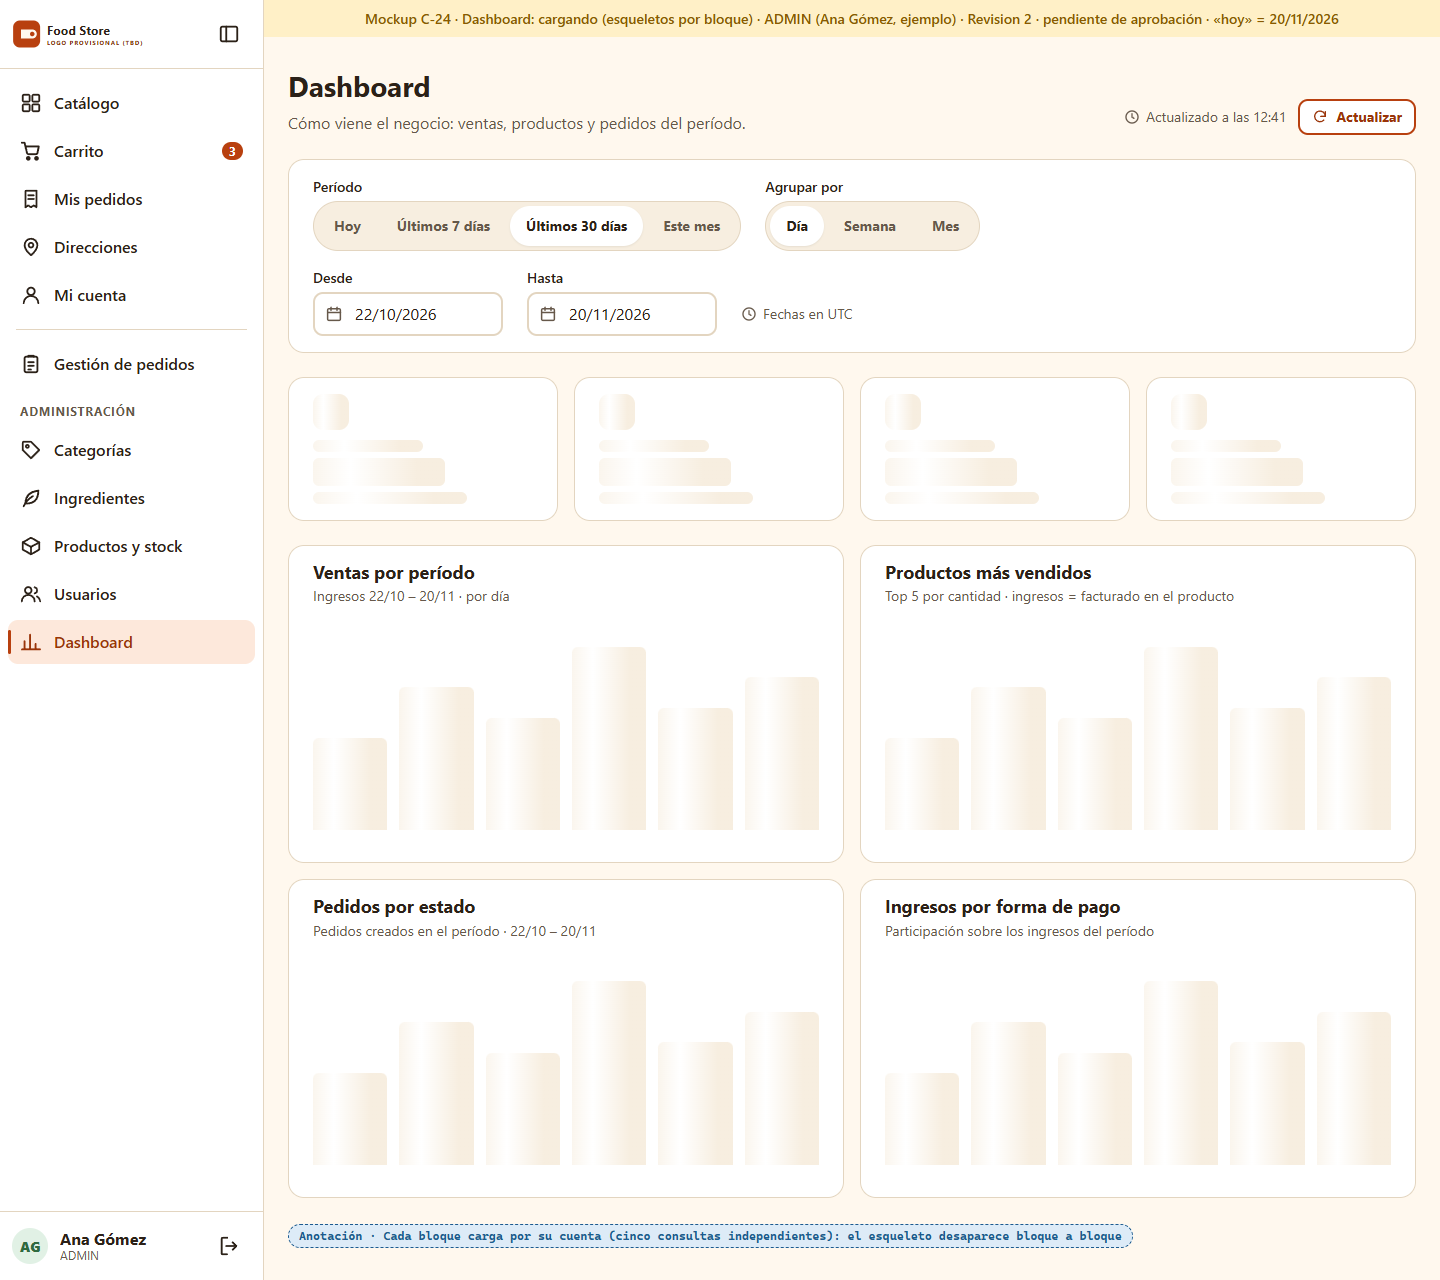 Food Store
LOGO PROVISIONAL (TBD)
Catálogo
Carrito
3
Mis pedidos
Direcciones
Mi cuenta
Gestión de pedidos
ADMINISTRACIÓN
Categorías
Ingredientes
Productos y stock
Usuarios
Dashboard
AG
Ana Gómez
ADMIN
Mockup C-24 · Dashboard: cargando (esqueletos por bloque) · ADMIN (Ana Gómez, ejemplo) · Revision 2 · pendiente de aprobación · «hoy» = 20/11/2026
Dashboard
Cómo viene el negocio: ventas, productos y pedidos del período.
Actualizado a las 12:41
Actualizar
Período
Hoy
Últimos 7 días
Últimos 30 días
Este mes
Agrupar por
Día
Semana
Mes
Desde
22/10/2026
Hasta
20/11/2026
Fechas en UTC
Ventas por período
Ingresos 22/10 – 20/11 · por día
Productos más vendidos
Top 5 por cantidad · ingresos = facturado en el producto
Pedidos por estado
Pedidos creados en el período · 22/10 – 20/11
Ingresos por forma de pago
Participación sobre los ingresos del período
Anotación · Cada bloque carga por su cuenta (cinco consultas independientes): el esqueleto desaparece bloque a bloque